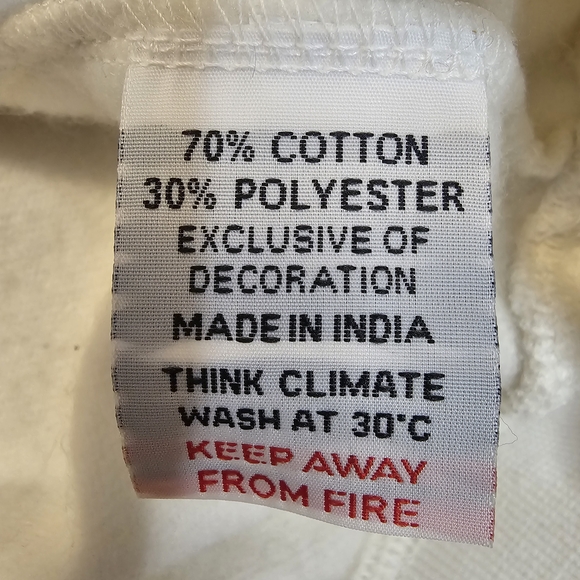 70% COTTON
30% POLYESTER
EXCLUSIVE OF
DECORATION
MADE IN INDIA
THINK CLIMATE
WASH AT 30°C
KEEP AWAY
FROM FIRE